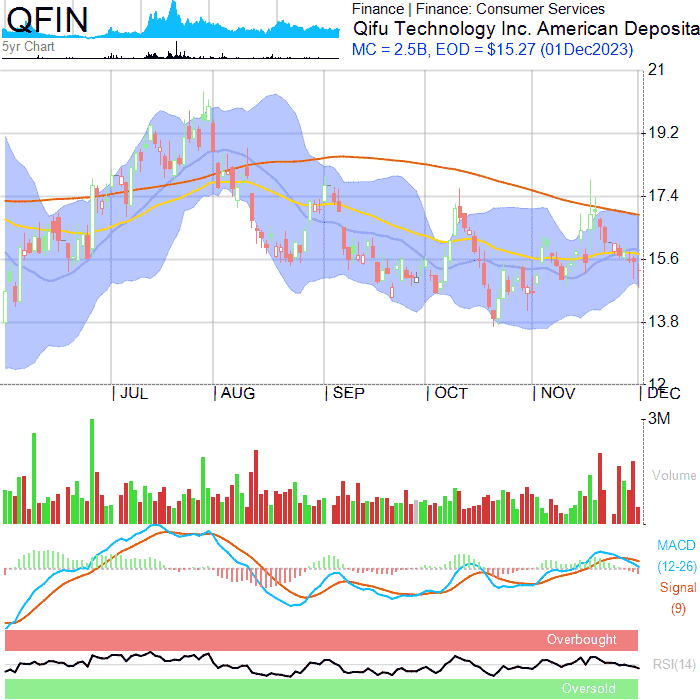 QFIN
5yr Chart
Finance | Finance: Consumer Services
Qifu Technology Inc. American Deposita
MC = 2.5B, EOD = $15.27 (01Dec2023)
21
19.2
17.4
15.6
13.8
12
JUL AUG SEP OCT NOV DEC
3M
Volume
MACD
(12-26)
Signal
(9)
Overbought
RSI(14)
Oversold